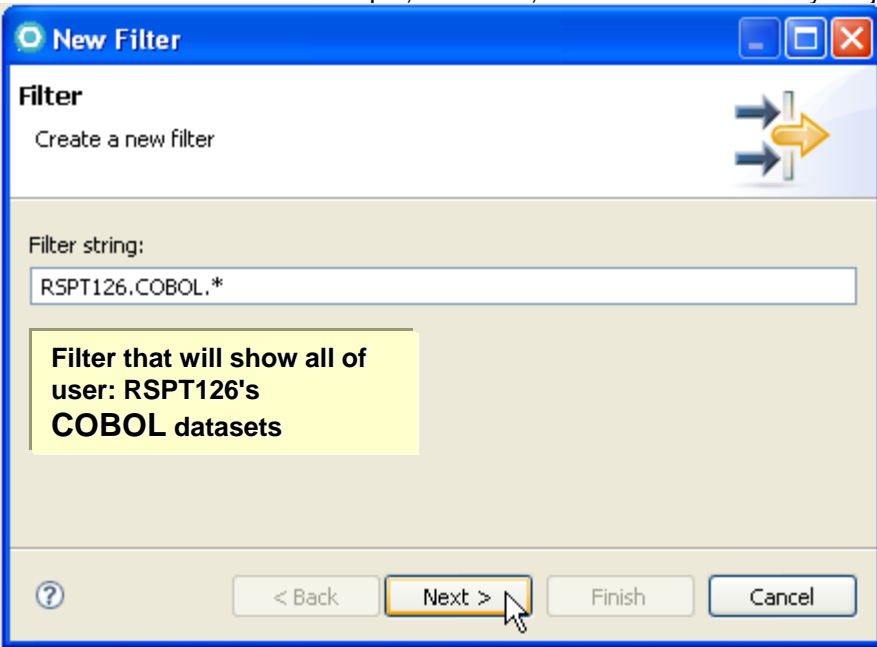 New Filter
Filter
Create a new filter
Filter string:
RSPT126.COBOL.*
Filter that will show all of
user: RSPT126's
COBOL datasets
< Back
Next >
Finish
Cancel